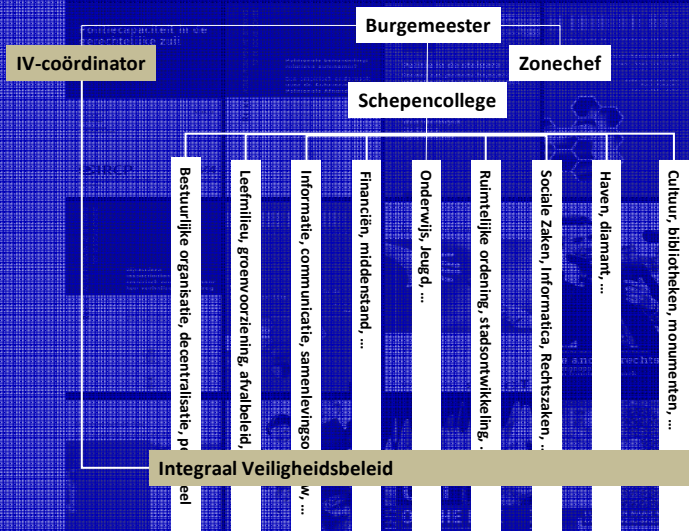 Burgemeester
IV-coördinator
Zonechef
Schepencollege
Bestuurlijke organisatie, decentralisatie, pe eel
Leefmilieu, groenvoorziening, afvalbeleid,
Informatie, communicatie, samenlevingso w, ...
Financiën, middenstand, ...
Onderwijs, Jeugd, ...
Ruimtelijke ordening, stadsontwikkeling, .
Sociale Zaken, Informatica, Rechtszaken, ..
Haven, diamant, ...
Cultuur, bibliotheken, monumenten, ...
Integraal Veiligheidsbeleid